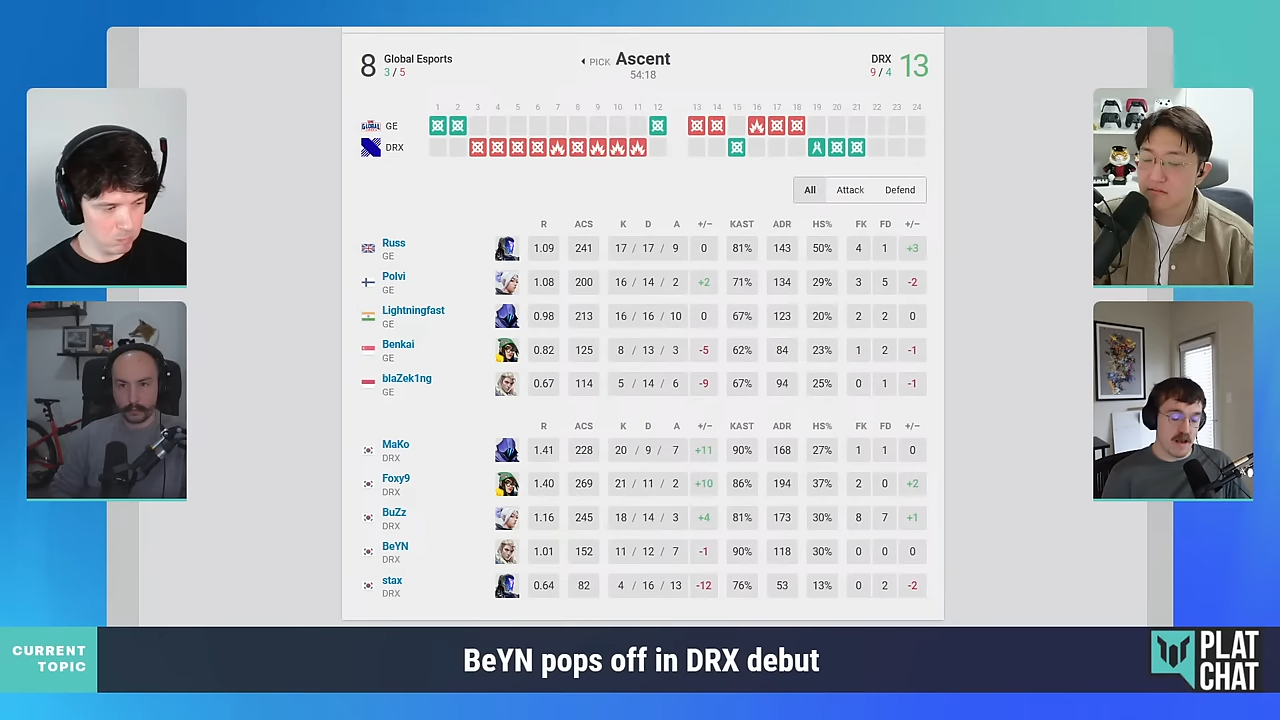 8 Global Esports 3 / 5 PICK Ascent 54:18 DRX 9 / 4 13
1 2 3 4 5 6 7 8 9 10 11 12 13 14 15 16 17 18 19 20 21 22 23 24
GE
DRX
All Attack Defend
R ACS K D A +/– KAST ADR HS% FK FD +/–
Russ GE 1.09 241 17 / 17 / 9 0 81% 143 50% 4 1 +3
Polvi GE 1.08 200 16 / 14 / 2 +2 71% 134 29% 3 5 -2
Lightningfast GE 0.98 213 16 / 16 / 10 0 67% 123 20% 2 2 0
Benkai GE 0.82 125 8 / 13 / 3 -5 62% 84 23% 1 2 -1
blaZek1ng GE 0.67 114 5 / 14 / 6 -9 67% 94 25% 0 1 -1
R ACS K D A +/– KAST ADR HS% FK FD +/–
MaKo DRX 1.41 228 20 / 9 / 7 +11 90% 168 27% 1 1 0
Foxy9 DRX 1.40 269 21 / 11 / 2 +10 86% 194 37% 2 0 +2
BuZz DRX 1.16 245 18 / 14 / 3 +4 81% 173 30% 8 7 +1
BeYN DRX 1.01 152 11 / 12 / 7 -1 90% 118 30% 0 0 0
stax DRX 0.64 82 4 / 16 / 13 -12 76% 53 13% 0 2 -2
CURRENT TOPIC
BeYN pops off in DRX debut
PLAT
CHAT